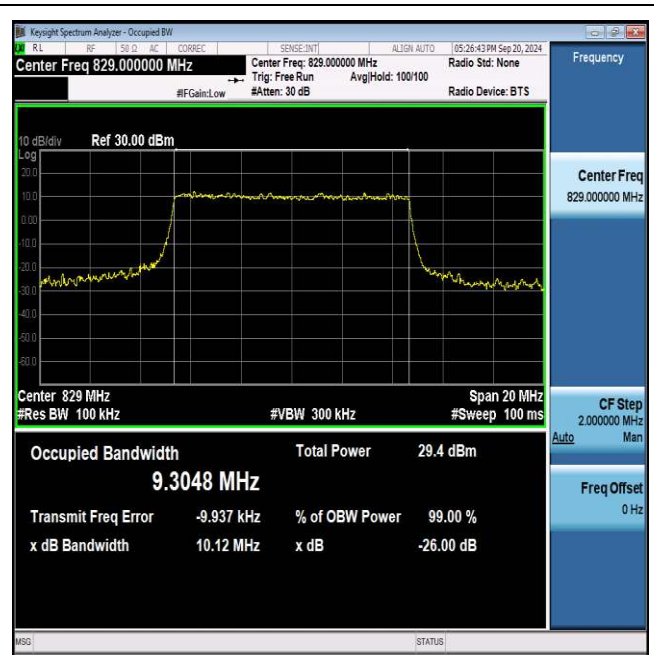 Keysight Spectrum Analyzer - Occupied BW
RL RF 50 Ω AC CORREC SENSE:INT ALIGN AUTO 05:26:43 PM Sep 20, 2024
Center Freq 829.000000 MHz
Center Freq: 829.000000 MHz Radio Std: None
Trig: Free Run Avg|Hold: 100/100
#IFGain:Low #Atten: 30 dB Radio Device: BTS
10 dB/div Ref 30.00 dBm
Log
20.0
10.0
0.00
-10.0
-20.0
-30.0
-40.0
-50.0
-60.0
Center 829 MHz Span 20 MHz
#Res BW 100 kHz #VBW 300 kHz #Sweep 100 ms
Occupied Bandwidth Total Power 29.4 dBm
9.3048 MHz
Transmit Freq Error -9.937 kHz % of OBW Power 99.00 %
x dB Bandwidth 10.12 MHz x dB -26.00 dB
MSG STATUS
Frequency
Center Freq
829.000000 MHz
CF Step
2.000000 MHz
Auto Man
Freq Offset
0 Hz